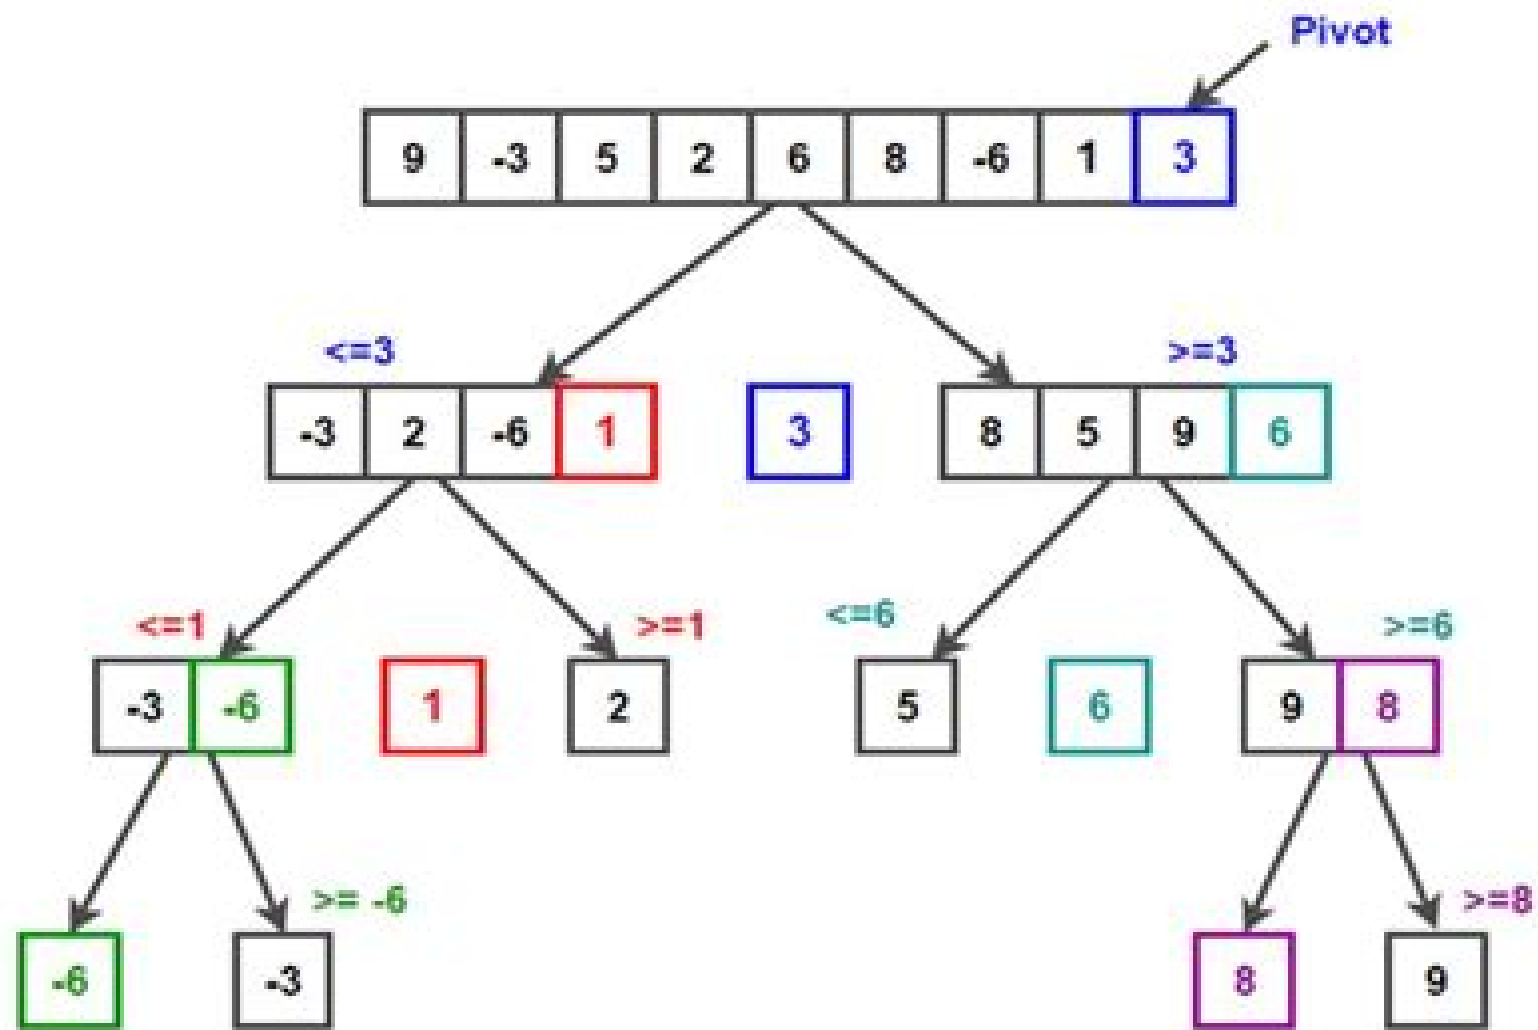 Pivot
9 -3 5 2 6 8 -6 1 3
<=3 >=3
-3 2 -6 1 3 8 5 9 6
<=1 >=1 <=6 >=6
-3 -6 1 2 5 6 9 8
>= -6 >=8
-6 -3 8 9